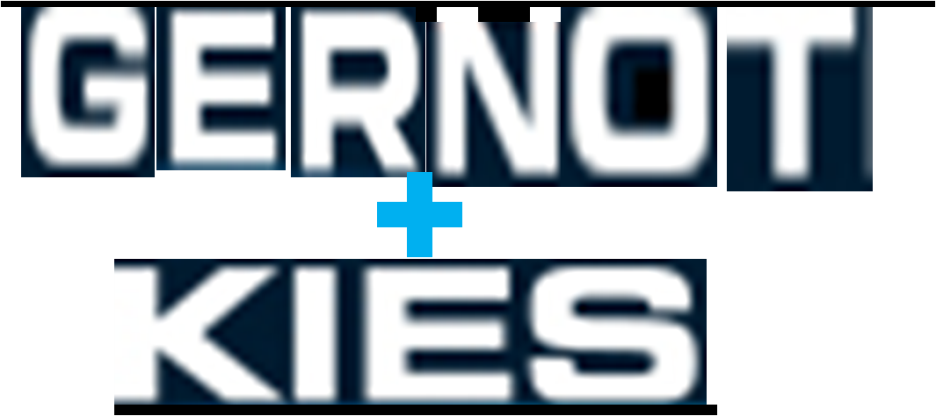 GERNOT
+
KIES